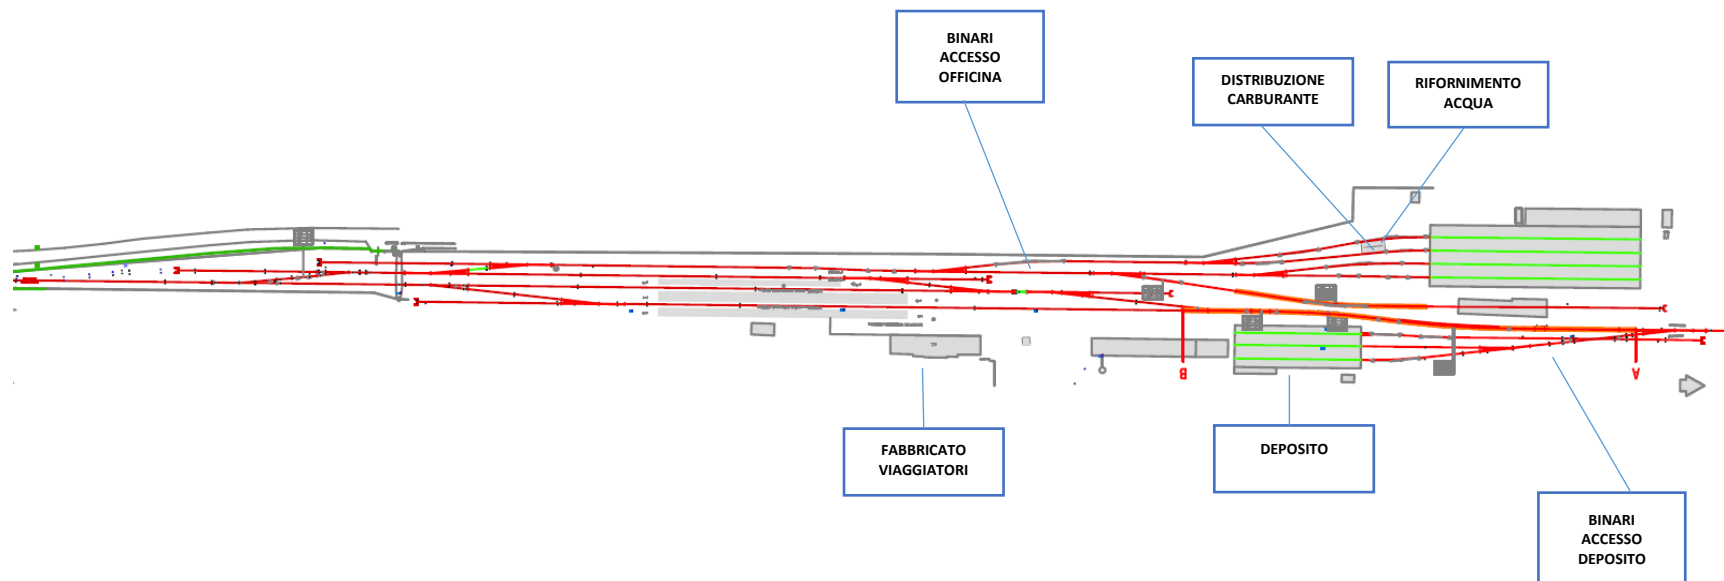 BINARI
ACCESSO
OFFICINA
DISTRIBUZIONE
CARBURANTE
RIFORNIMENTO
ACQUA
B
A
FABBRICATO
VIAGGIATORI
DEPOSITO
BINARI
ACCESSO
DEPOSITO